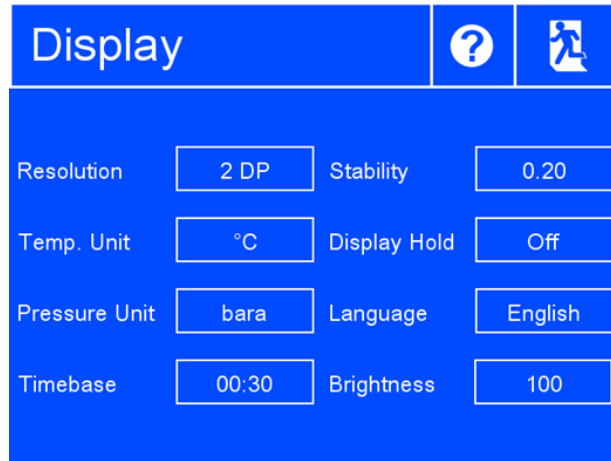 Display ?
Resolution 2 DP Stability 0.20
Temp. Unit °C Display Hold Off
Pressure Unit bara Language English
Timebase 00:30 Brightness 100